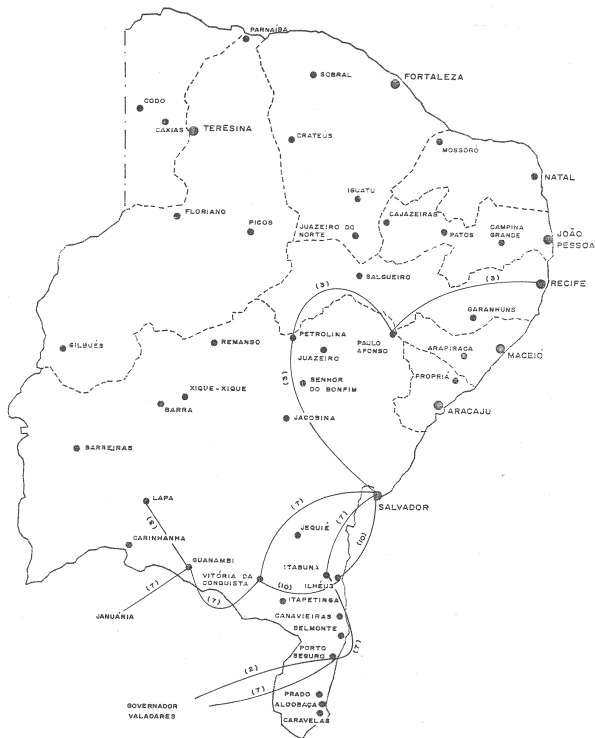 PARNAÍBA
SOBRAL
FORTALEZA
CODO
CAXIAS
TERESINA
CRATEÚS
MOSSORÓ
NATAL
IGUATU
FLORIANO
PICOS
JUAZEIRO DO
NORTE
CAJAZEIRAS
PATOS
CAMPINA
GRANDE
JOÃO
PESSOA
SALGUEIRO
(3)
(3)
RECIFE
GARANHUNS
PETROLINA
PAULO
AFONSO
GILBUÉS
REMANSO
JUAZEIRO
ARAPIRACA
MACEIÓ
(3)
SENHOR
DO BONFIM
PROPRIA
XIQUE-XIQUE
BARRA
ARACAJU
JACOBINA
BARREIRAS
LAPA
SALVADOR
(7)
(7)
JEQUIÉ
(10)
CARINHANHA
GUANAMBI
VITÓRIA DA
CONQUISTA
ITABUNA
ILHÉUS
(10)
(7)
(7)
ITAPETINGA
JANUÁRIA
CANAVIEIRAS
BELMONTE
PORTO
SEGURO
(7)
(2)
(7)
GOVERNADOR
VALADARES
PRADO
ALCOBAÇA
CARAVELAS